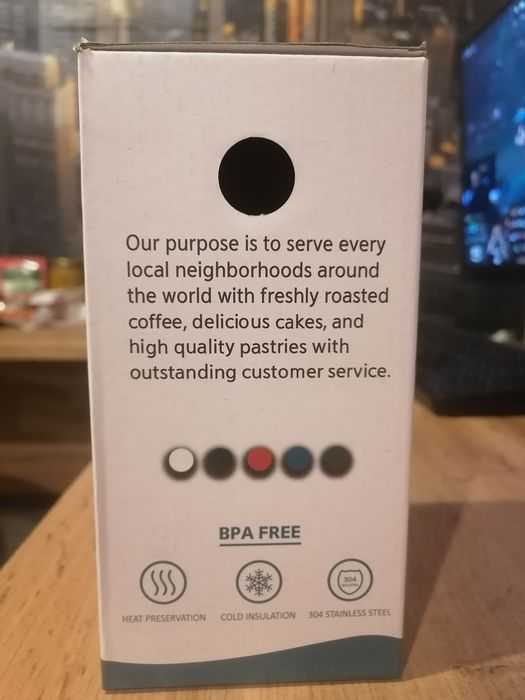 Our purpose is to serve every
local neighborhoods around
the world with freshly roasted
coffee, delicious cakes, and
high quality pastries with
outstanding customer service.
BPA FREE
304
HEAT PRESERVATION COLD INSULATION 304 STAINLESS STEEL